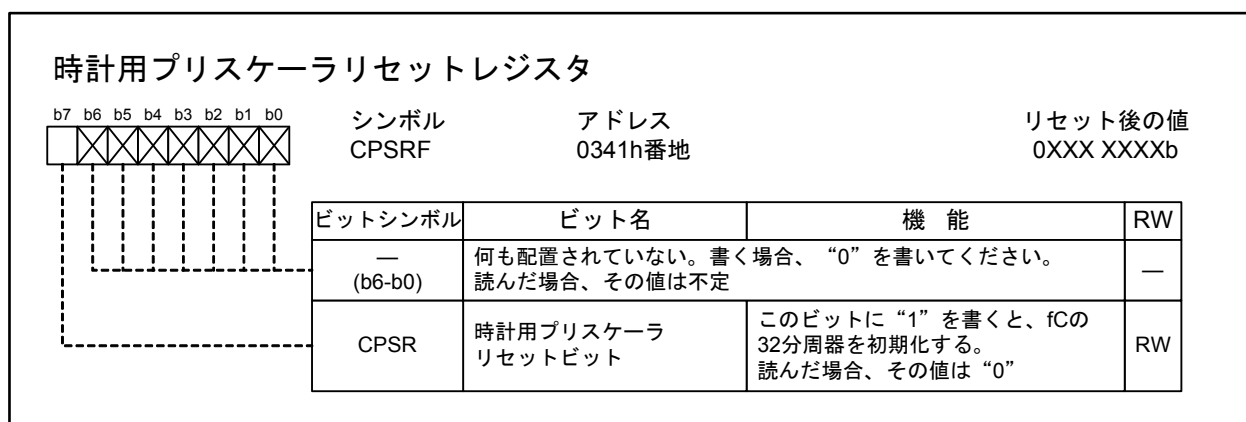 時計用プリスケーラリセットレジスタ
b7 b6 b5 b4 b3 b2 b1 b0
シンボル アドレス リセット後の値
CPSRF 0341h番地 0XXX XXXXb
ビットシンボル ビット名 機 能 RW
—
(b6-b0)
何も配置されていない。書く場合、“0”を書いてください。
読んだ場合、その値は不定
—
CPSR
時計用プリスケーラ
リセットビット
このビットに“1”を書くと、fCの
32分周器を初期化する。
読んだ場合、その値は“0”
RW